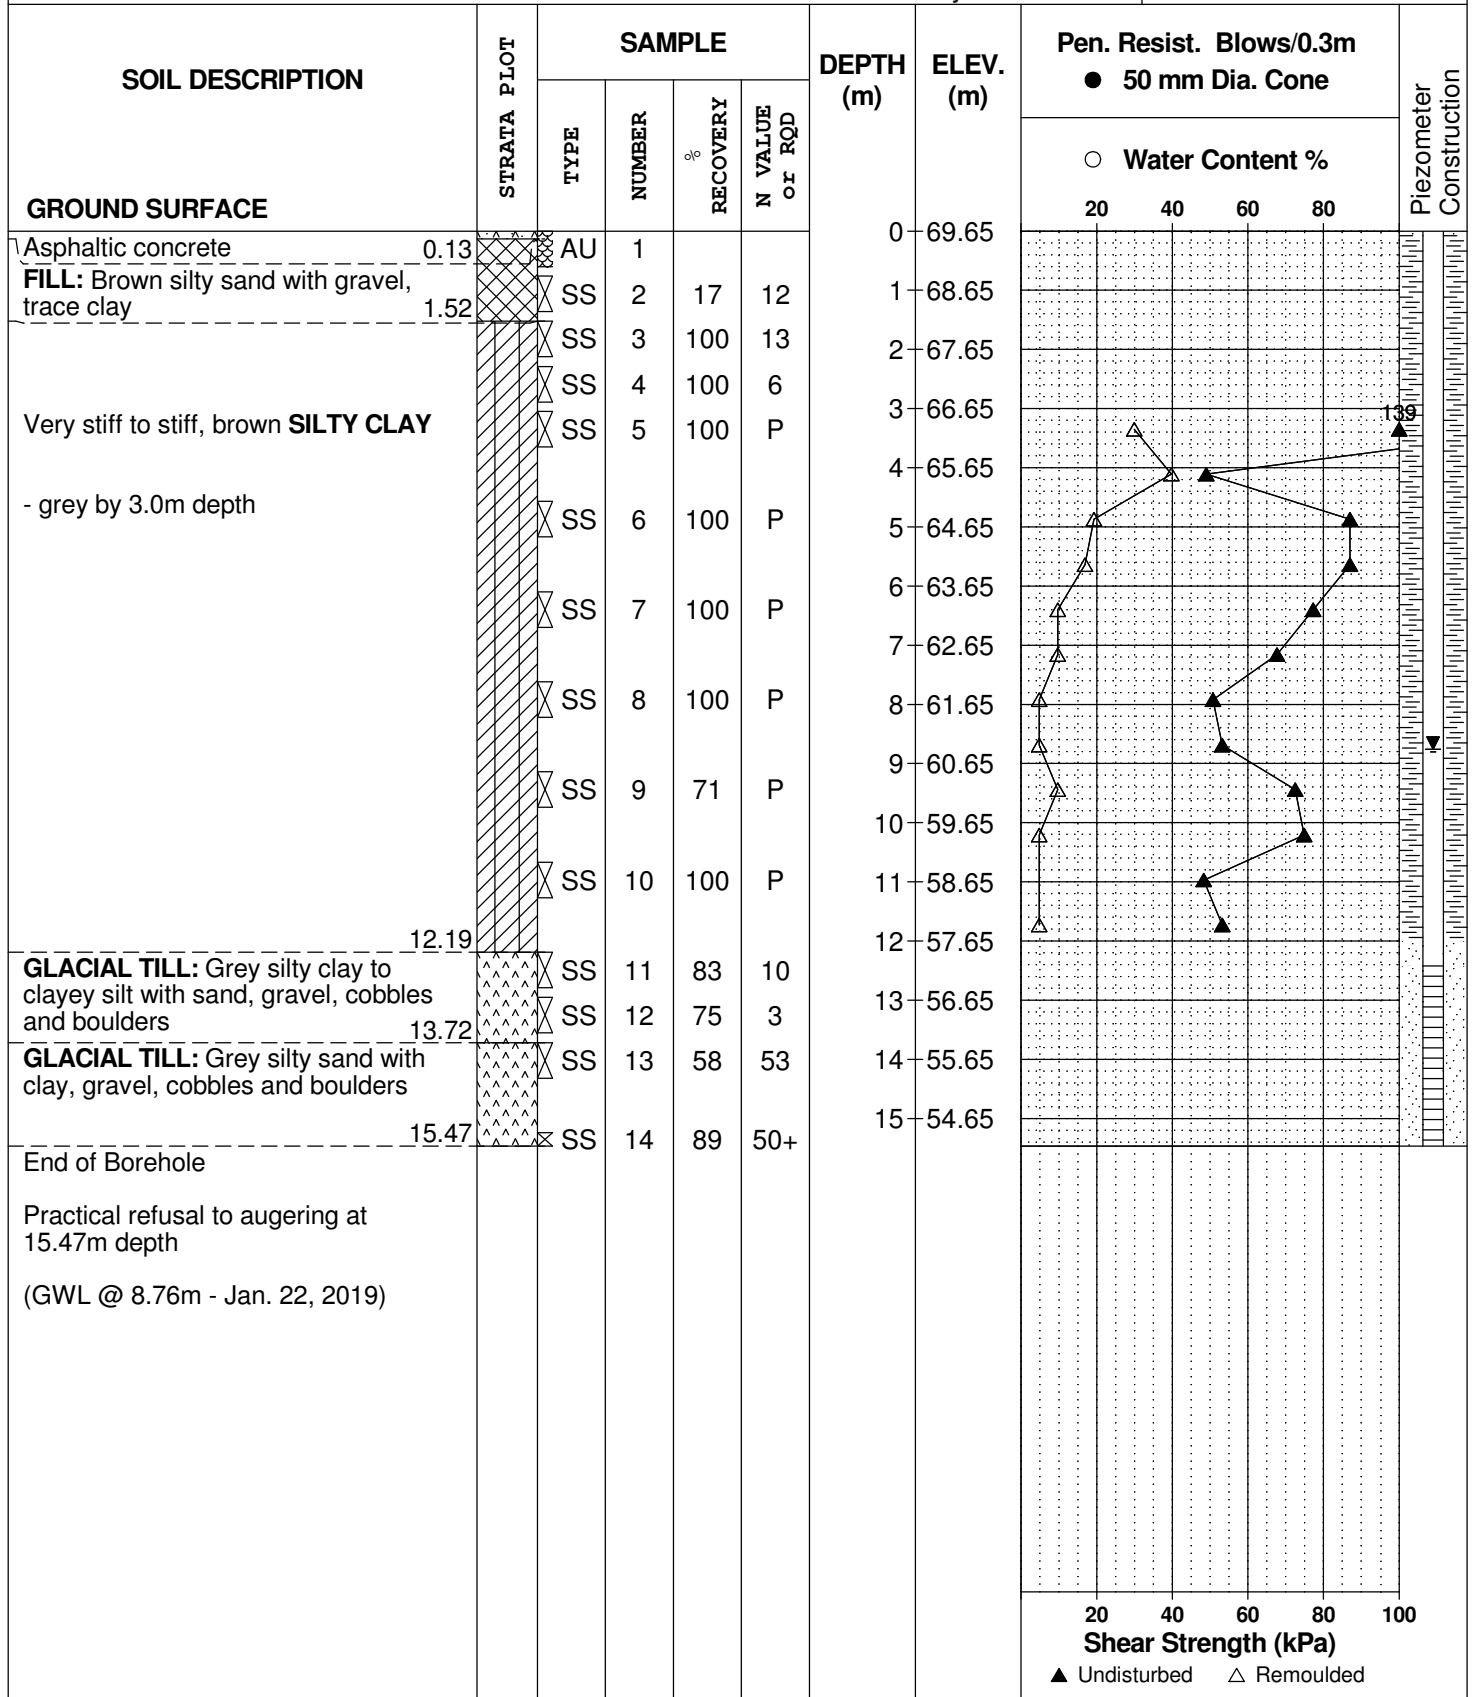 SOIL DESCRIPTION
GROUND SURFACE
STRATA PLOT
SAMPLE
TYPE
NUMBER
% RECOVERY
N VALUE or RQD
DEPTH (m)
ELEV. (m)
Pen. Resist. Blows/0.3m
● 50 mm Dia. Cone
○ Water Content %
20 40 60 80
Piezometer Construction
0 69.65
Asphaltic concrete 0.13 AU 1
FILL: Brown silty sand with gravel,
trace clay 1.52
SS 2 17 12
1 68.65
SS 3 100 13
2 67.65
SS 4 100 6
3 66.65
139
Very stiff to stiff, brown SILTY CLAY
SS 5 100 P
4 65.65
- grey by 3.0m depth
SS 6 100 P
5 64.65
6 63.65
SS 7 100 P
7 62.65
SS 8 100 P
8 61.65
9 60.65
SS 9 71 P
10 59.65
SS 10 100 P
11 58.65
12.19
12 57.65
GLACIAL TILL: Grey silty clay to
clayey silt with sand, gravel, cobbles
and boulders 13.72
SS 11 83 10
13 56.65
SS 12 75 3
GLACIAL TILL: Grey silty sand with
clay, gravel, cobbles and boulders
SS 13 58 53
14 55.65
15 54.65
15.47
SS 14 89 50+
End of Borehole
Practical refusal to augering at
15.47m depth
(GWL @ 8.76m - Jan. 22, 2019)
20 40 60 80 100
Shear Strength (kPa)
▲ Undisturbed △ Remoulded